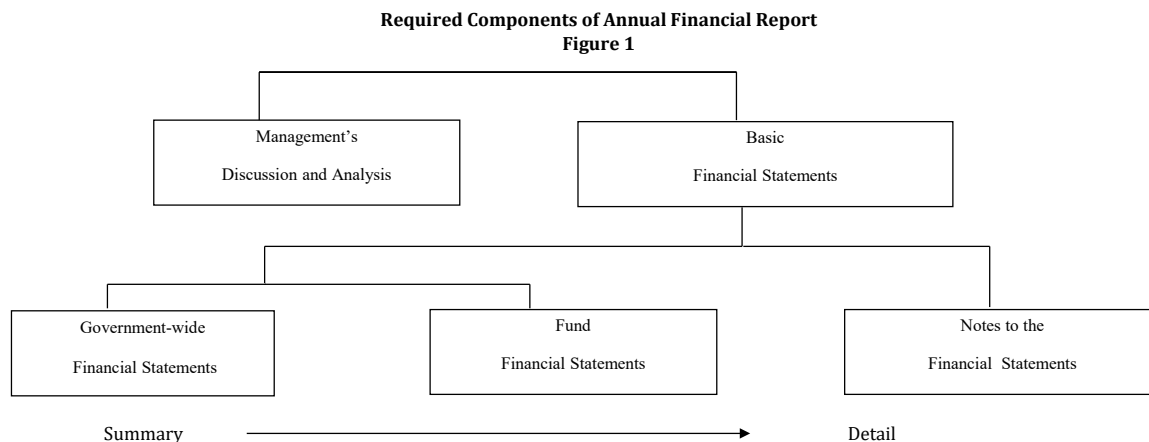 Required Components of Annual Financial Report
Figure 1
Management’s
Discussion and Analysis
Basic
Financial Statements
Government-wide
Financial Statements
Fund
Financial Statements
Notes to the
Financial Statements
Summary
Detail